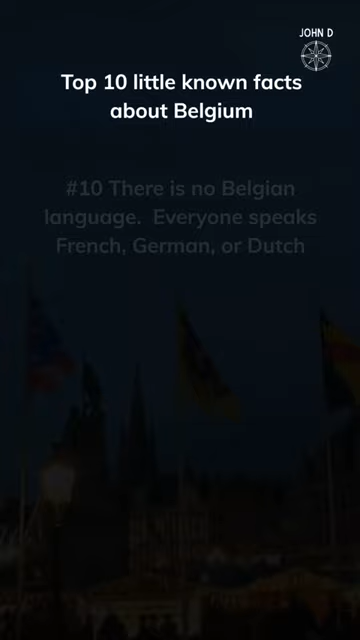 JOHN D
Top 10 little known facts
about Belgium
#10 There is no Belgian
language. Everyone speaks
French, German, or Dutch